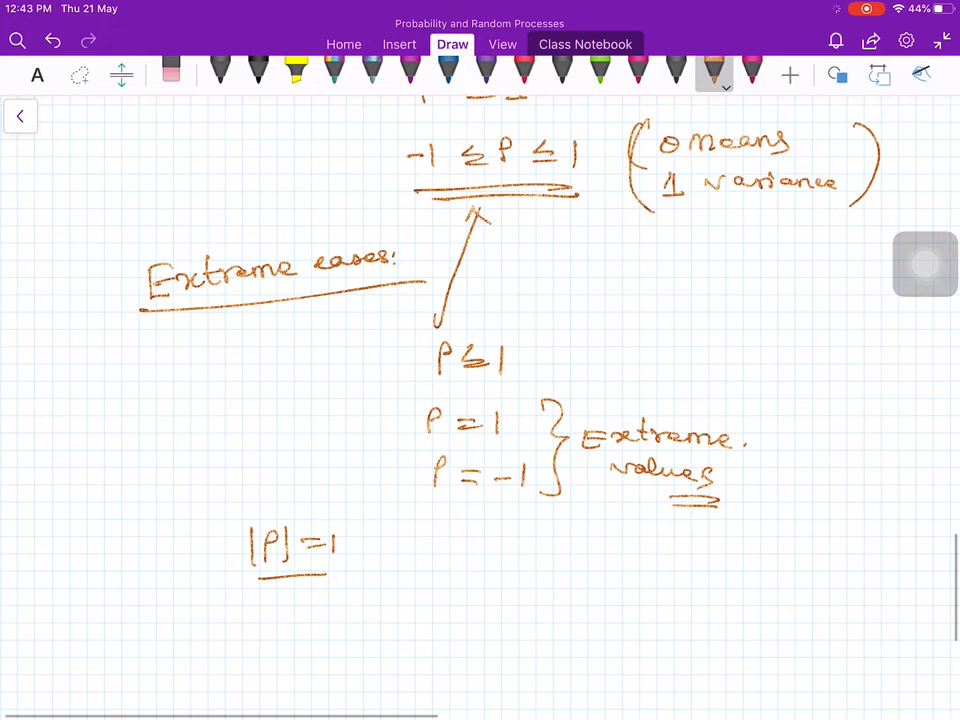 12:43 PM Thu 21 May
44%
Probability and Random Processes
Home Insert Draw View Class Notebook
A
-1 ≤ ρ ≤ 1 ( 0 Means
1 variance )
Extreme cases:
ρ ≤ 1
ρ = 1
ρ = -1 } Extreme.
values
|ρ| = 1